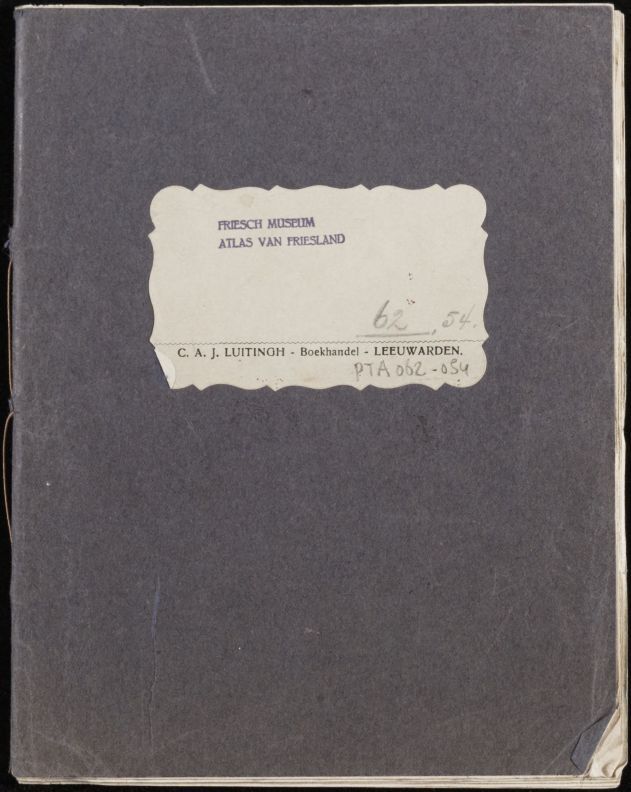 FRIESCH MUSEUM
ATLAS VAN FRIESLAND
62, 54.
C. A. J. LUITINGH - Boekhandel - LEEUWARDEN.
PTA 062-054